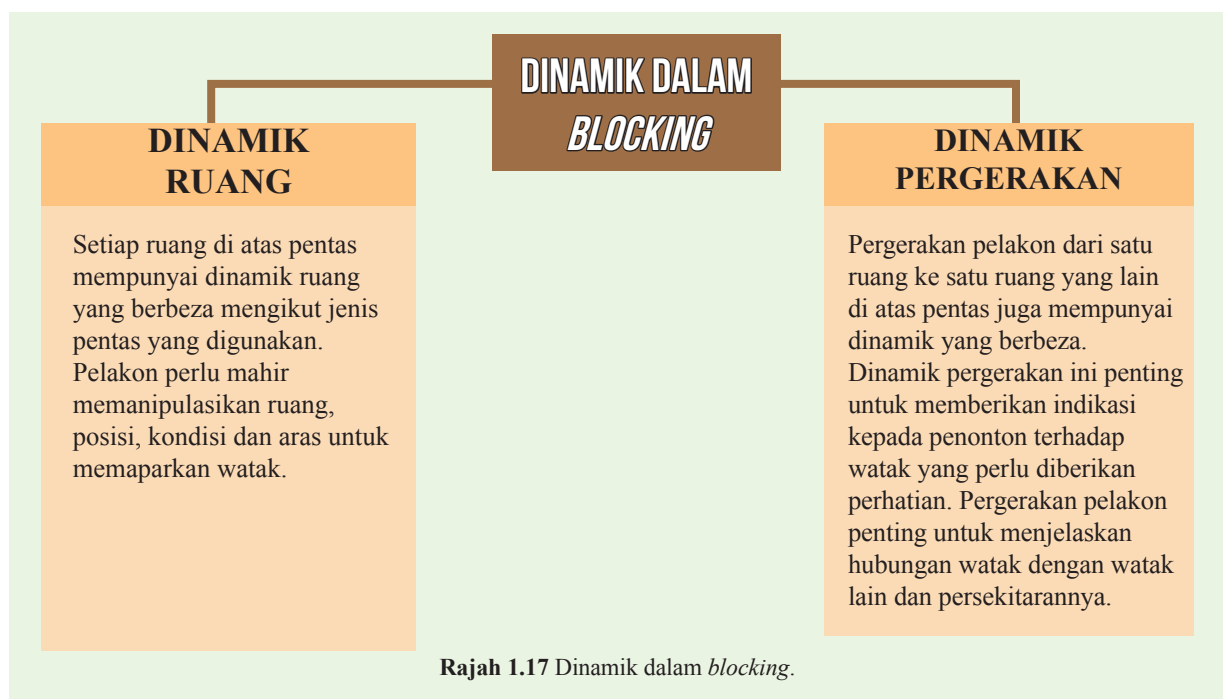 DINAMIK DALAM
BLOCKING
DINAMIK
RUANG
Setiap ruang di atas pentas
mempunyai dinamik ruang
yang berbeza mengikut jenis
pentas yang digunakan.
Pelakon perlu mahir
memanipulasikan ruang,
posisi, kondisi dan aras untuk
memaparkan watak.
DINAMIK
PERGERAKAN
Pergerakan pelakon dari satu
ruang ke satu ruang yang lain
di atas pentas juga mempunyai
dinamik yang berbeza.
Dinamik pergerakan ini penting
untuk memberikan indikasi
kepada penonton terhadap
watak yang perlu diberikan
perhatian. Pergerakan pelakon
penting untuk menjelaskan
hubungan watak dengan watak
lain dan persekitarannya.
Rajah 1.17 Dinamik dalam blocking.